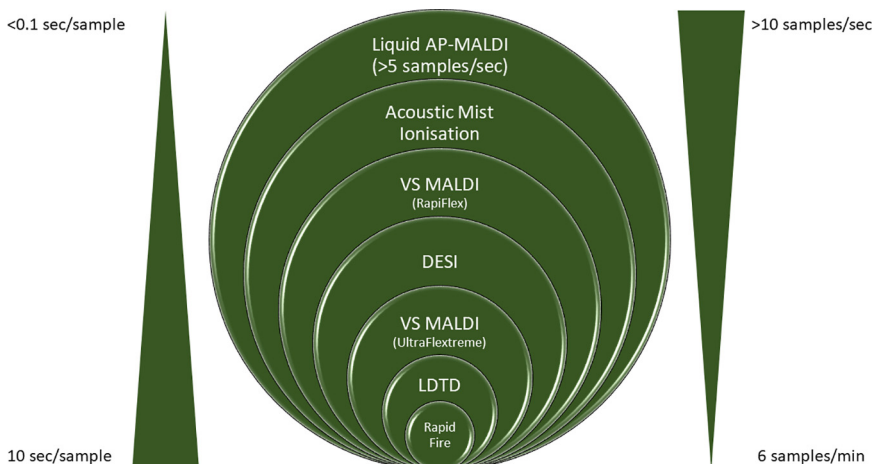 <0.1 sec/sample
>10 samples/sec
Liquid AP-MALDI
(>5 samples/sec)
Acoustic Mist
Ionisation
VS MALDI
(RapiFlex)
DESI
VS MALDI
(UltraFlextreme)
LDTD
Rapid
Fire
10 sec/sample
6 samples/min